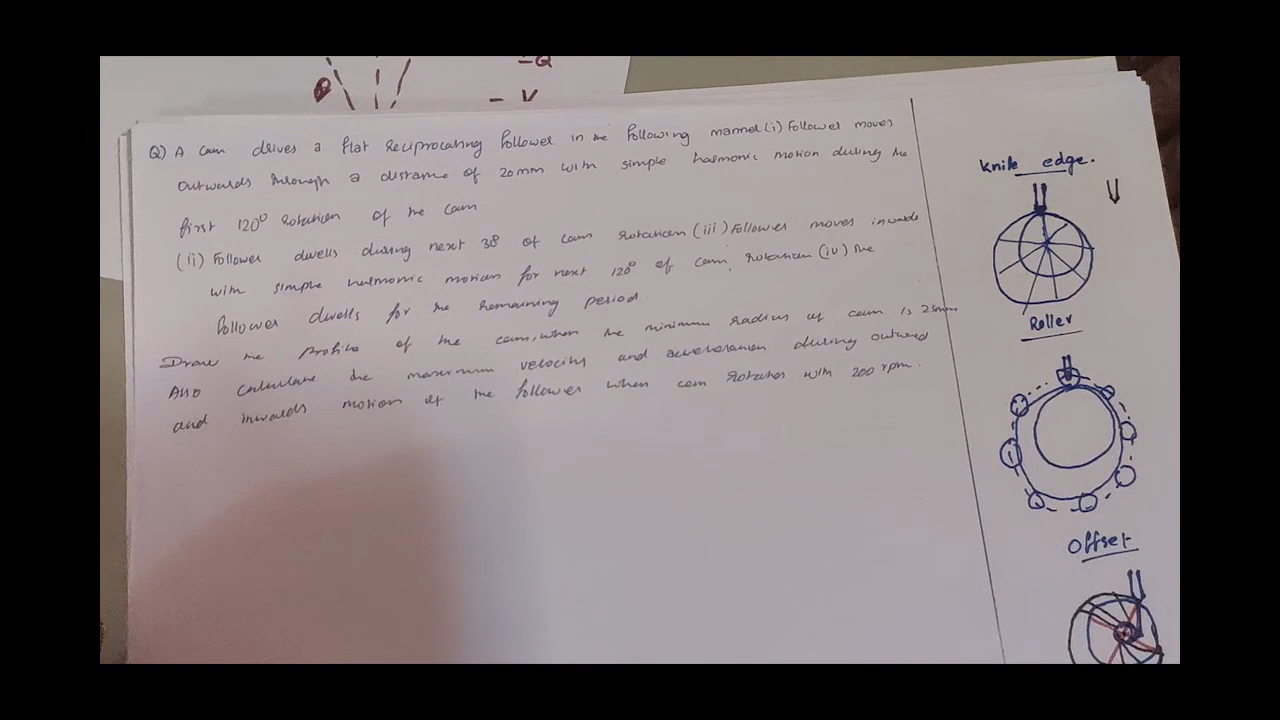 -Q
- V
Q) A cam drives a flat reciprocating follower in the following manner (i) Follower moves
outwards through a distance of 20mm with simple harmonic motion during the
first 120° rotation of the cam
(ii) Follower dwells during next 30° of cam rotation (iii) Follower moves inwards
with simple harmonic motion for next 120° of cam rotation (iv) The
follower dwells for the remaining period.
Draw the profile of the cam, when the minimum radius of cam is 25mm
Also calculate the maximum velocity and acceleration during outward
and inwards motion of the follower when cam rotates with 200 rpm.
Knife edge.
Roller
Offset